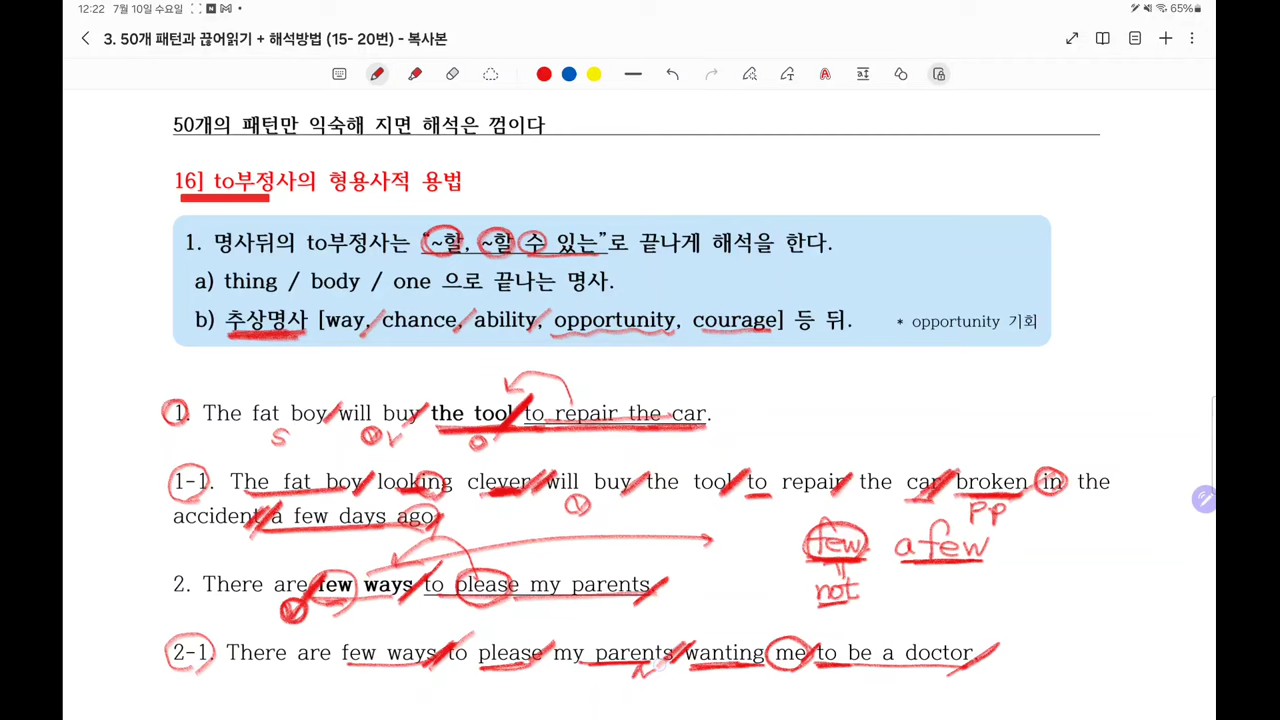 12:22 7월 10일 수요일 65%
3. 50개 패턴과 끊어읽기 + 해석방법 (15- 20번) - 복사본
50개의 패턴만 익숙해 지면 해석은 껌이다
16] to부정사의 형용사적 용법
1. 명사뒤의 to부정사는 “~할, ~할 수 있는”로 끝나게 해석을 한다.
a) thing / body / one 으로 끝나는 명사.
b) 추상명사 [way, chance, ability, opportunity, courage] 등 뒤. * opportunity 기회
1. The fat boy will buy the tool to repair the car.
S V O
1-1. The fat boy looking clever will buy the tool to repair the car broken in the
V PP
accident a few days ago,
few a few
2. There are few ways to please my parents.
V not
2-1. There are few ways to please my parents wanting me to be a doctor.